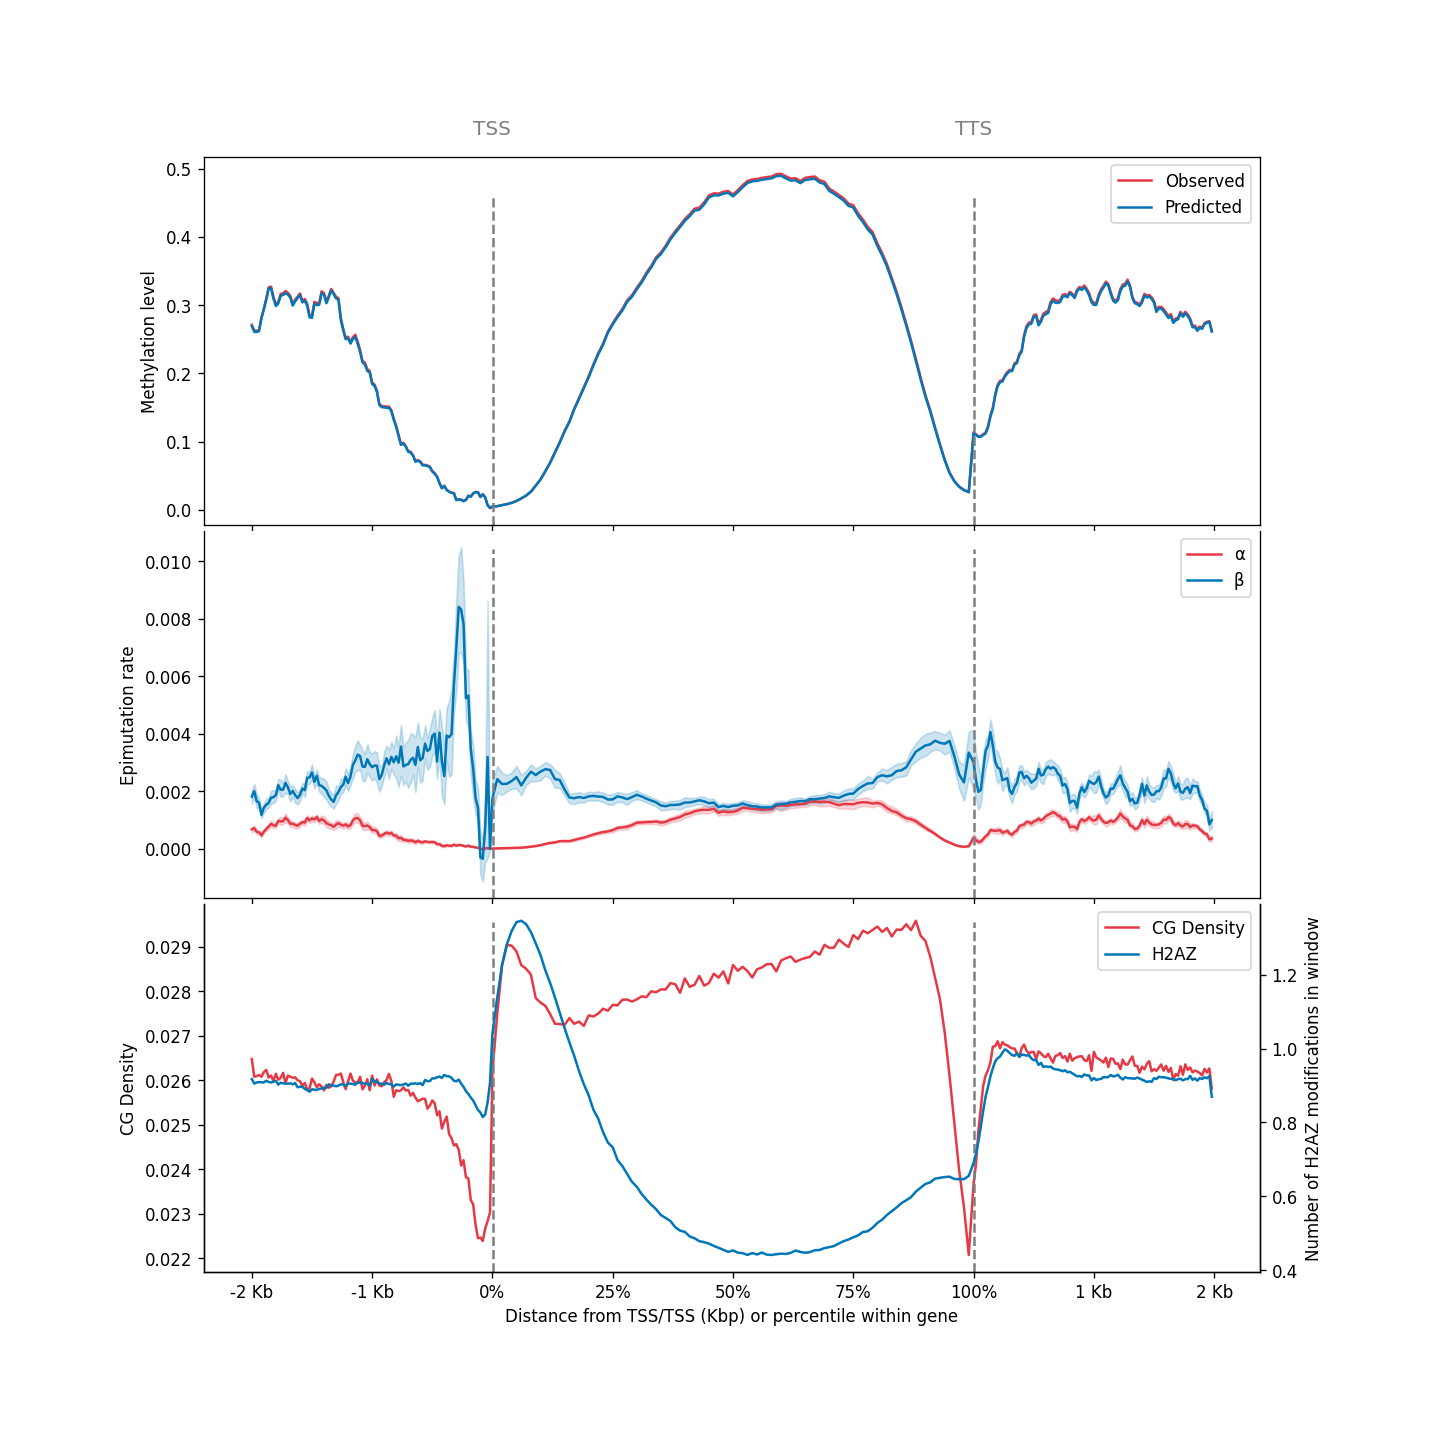 TSS TTS
0.5
0.4
0.3
0.2
0.1
0.0
Methylation level
Observed
Predicted
0.010
0.008
0.006
0.004
0.002
0.000
Epimutation rate
α
β
0.029
0.028
0.027
0.026
0.025
0.024
0.023
0.022
CG Density
CG Density
H2AZ
1.2
1.0
0.8
0.6
0.4
Number of H2AZ modifications in window
-2 Kb -1 Kb 0% 25% 50% 75% 100% 1 Kb 2 Kb
Distance from TSS/TSS (Kbp) or percentile within gene